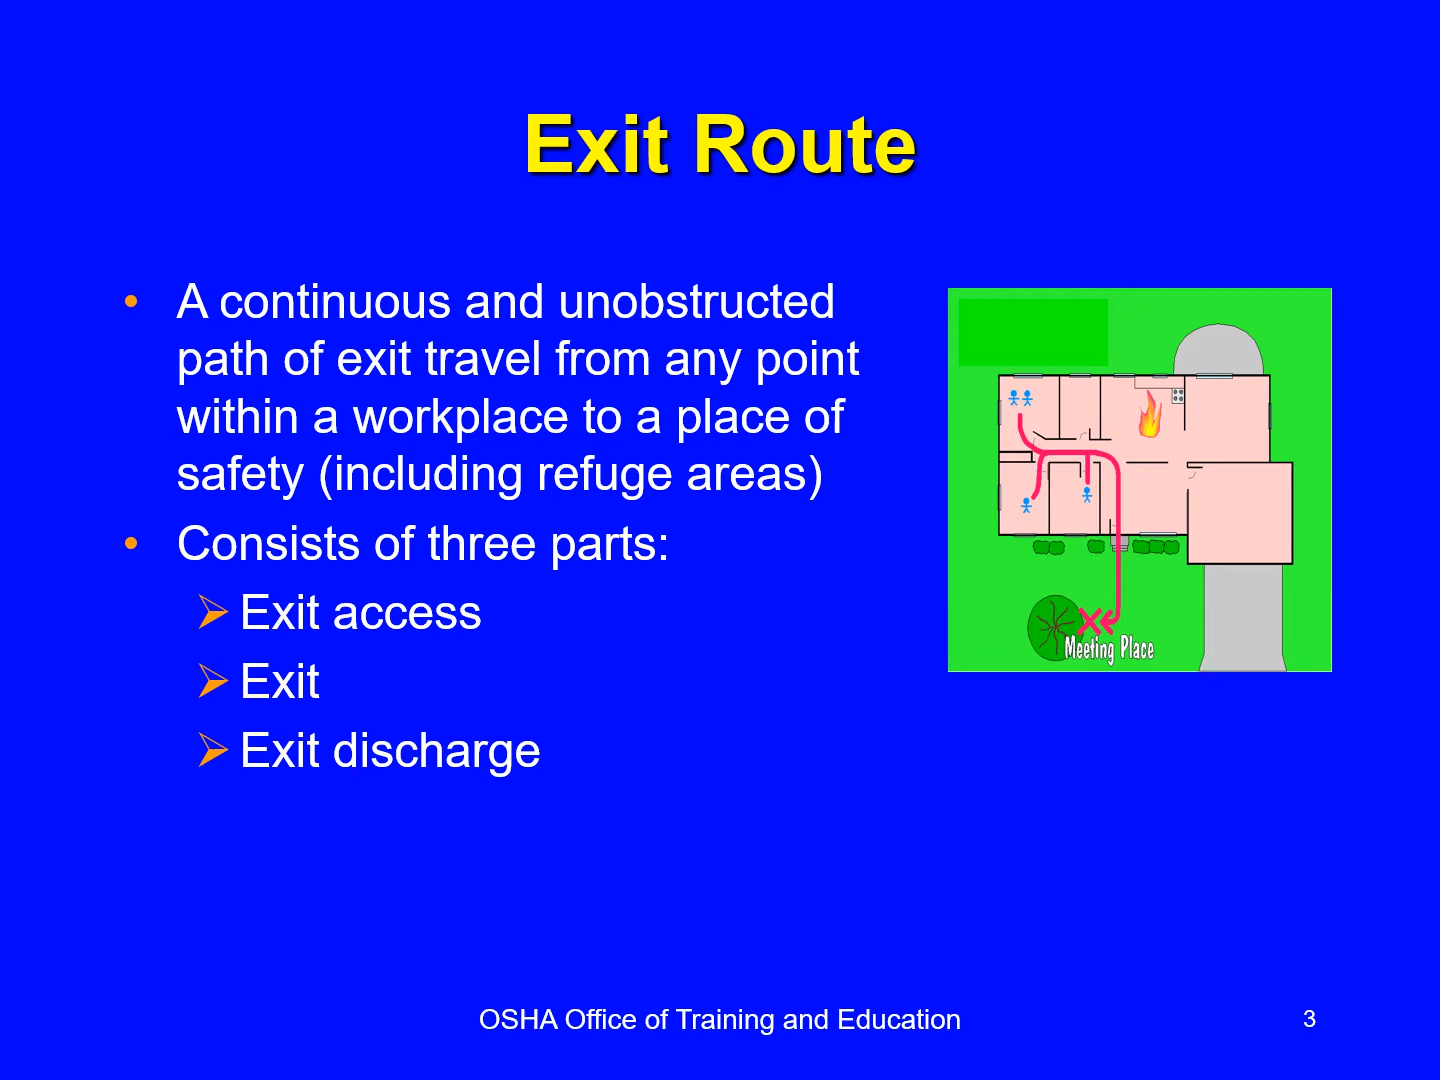 Exit Route
• A continuous and unobstructed
path of exit travel from any point
within a workplace to a place of
safety (including refuge areas)
• Consists of three parts:
➢ Exit access
➢ Exit
➢ Exit discharge
Meeting Place
OSHA Office of Training and Education
3